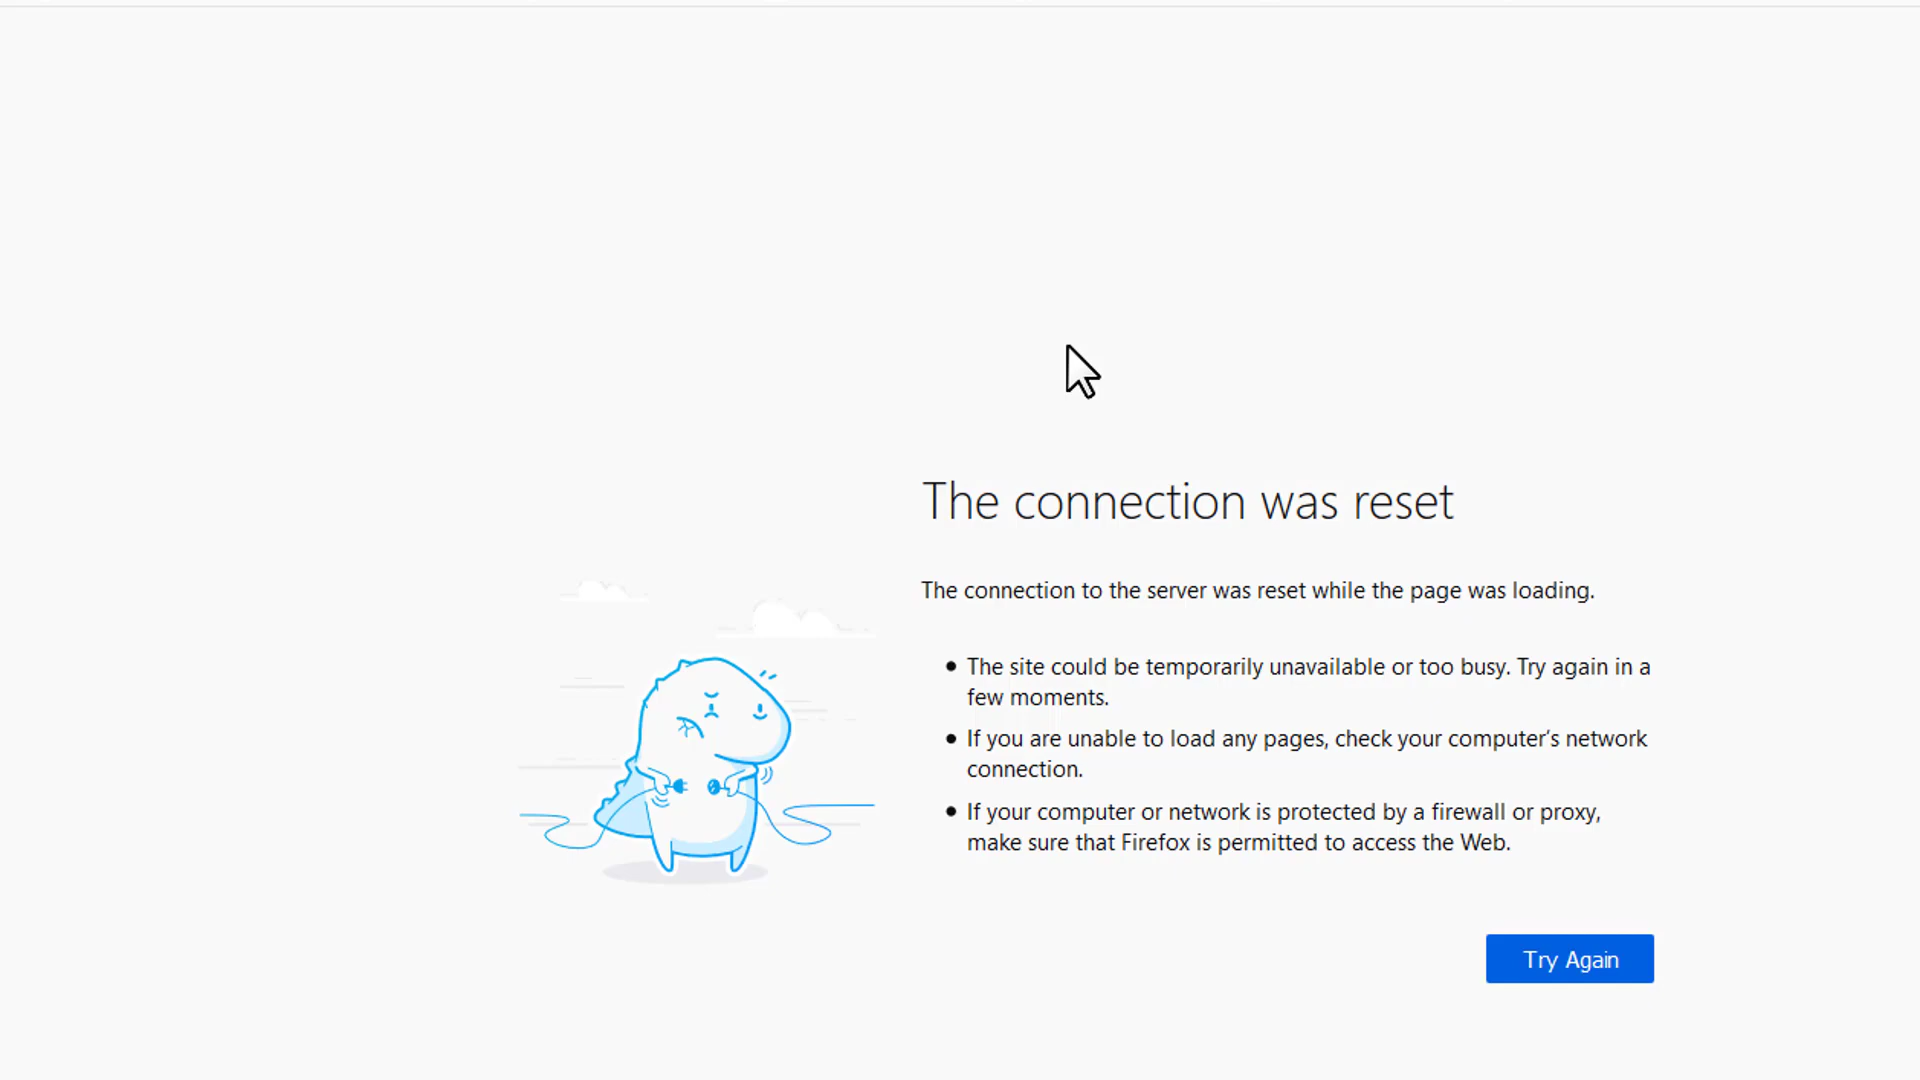 The connection was reset
The connection to the server was reset while the page was loading.
• The site could be temporarily unavailable or too busy. Try again in a
few moments.
• If you are unable to load any pages, check your computer’s network
connection.
• If your computer or network is protected by a firewall or proxy,
make sure that Firefox is permitted to access the Web.
Try Again